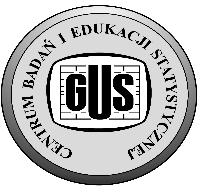 CENTRUM BADAŃ I EDUKACJI STATYSTYCZNEJ
GUS